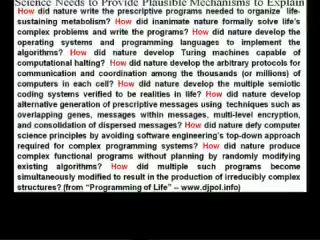 Science Needs to Provide Plausible Mechanisms to Explain
How did nature write the prescriptive programs needed to organize life-
sustaining metabolism? How did inanimate nature formally solve life's
complex problems and write the programs? How did nature develop the
operating systems and programming languages to implement the
algorithms? How did nature develop Turing machines capable of
computational halting? How did nature develop the arbitrary protocols for
communication and coordination among the thousands (or millions) of
computers in each cell? How did nature develop the multiple semiotic
coding systems verified to be realities in life? How did nature develop
alternative generation of prescriptive messages using techniques such as
overlapping genes, messages within messages, multi-level encryption,
and consolidation of dispersed messages? How did nature defy computer
science principles by avoiding software engineering's top-down approach
required for complex programming systems? How did nature produce
complex functional programs without planning by randomly modifying
existing algorithms? How did multiple such programs become
simultaneously modified to result in the production of irreducibly complex
structures? (from "Programming of Life" – www.djpol.info)